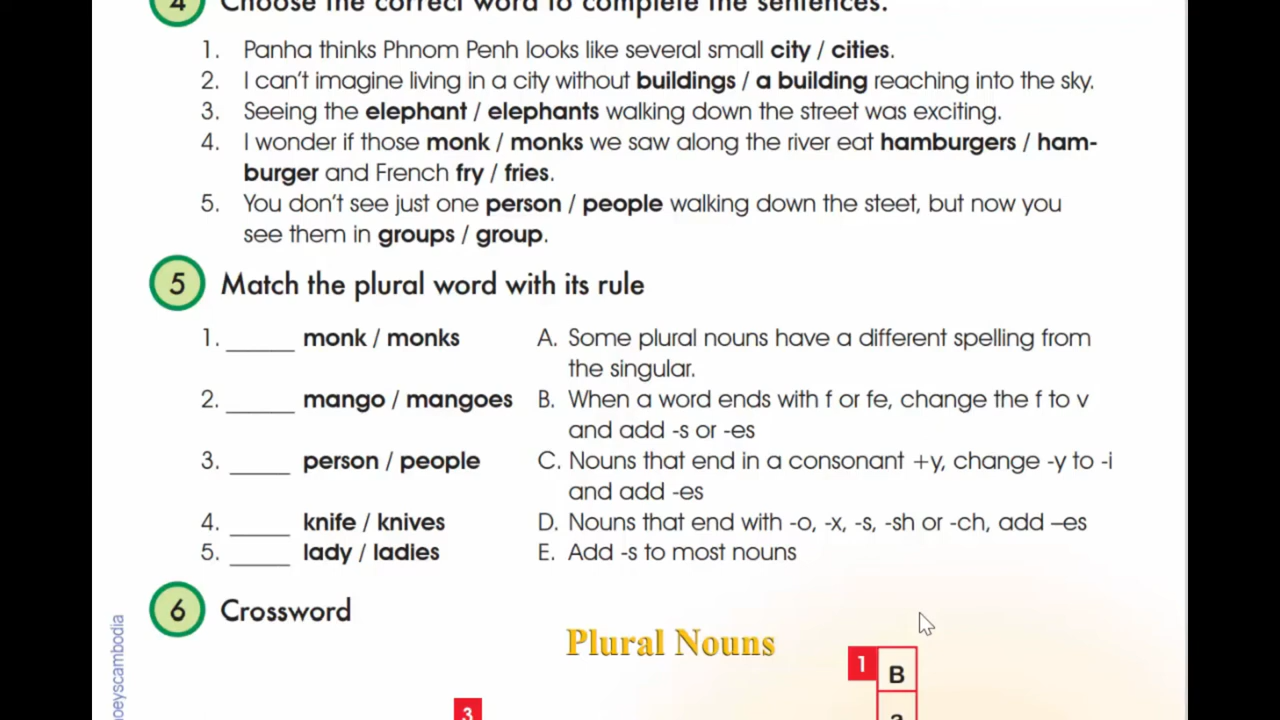 4 Choose the correct word to complete the sentences.
1. Panha thinks Phnom Penh looks like several small city / cities.
2. I can't imagine living in a city without buildings / a building reaching into the sky.
3. Seeing the elephant / elephants walking down the street was exciting.
4. I wonder if those monk / monks we saw along the river eat hamburgers / ham-
burger and French fry / fries.
5. You don't see just one person / people walking down the steet, but now you
see them in groups / group.
5 Match the plural word with its rule
1. _____ monk / monks A. Some plural nouns have a different spelling from
the singular.
2. _____ mango / mangoes B. When a word ends with f or fe, change the f to v
and add -s or -es
3. _____ person / people C. Nouns that end in a consonant +y, change -y to -i
and add -es
4. _____ knife / knives D. Nouns that end with -o, -x, -s, -sh or -ch, add –es
5. _____ lady / ladies E. Add -s to most nouns
6 Crossword
Plural Nouns
1 B
a
3